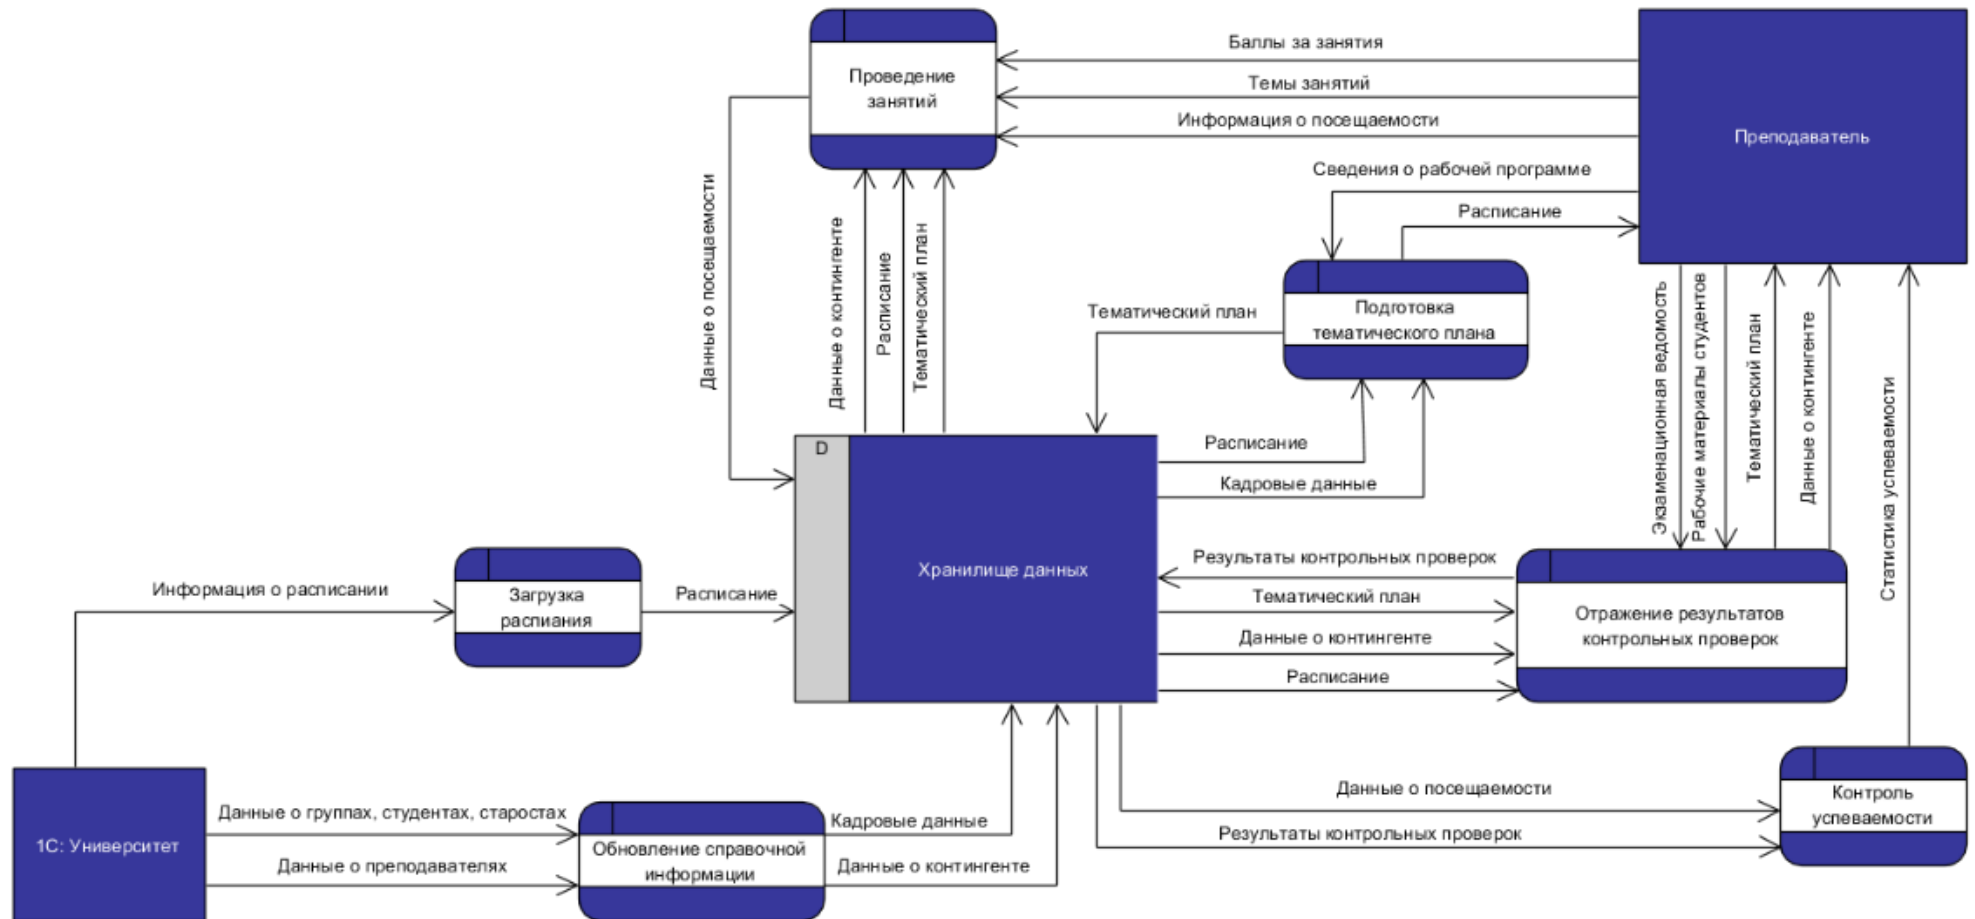 Баллы за занятия
Проведение
занятий
Темы занятий
Информация о посещаемости
Преподаватель
Сведения о рабочей программе
Расписание
Данные о посещаемости
Данные о контингенте
Расписание
Тематический план
Тематический план
Подготовка
тематического плана
Экзаменационная ведомость
Рабочие материалы студентов
Тематический план
Данные о контингенте
Статистика успеваемости
D
Расписание
Кадровые данные
Хранилище данных
Результаты контрольных проверок
Тематический план
Данные о контингенте
Расписание
Отражение результатов
контрольных проверок
Информация о расписании
Загрузка
распиания
Расписание
1С: Университет
Данные о группах, студентах, старостах
Данные о преподавателях
Обновление справочной
информации
Кадровые данные
Данные о контингенте
Данные о посещаемости
Результаты контрольных проверок
Контроль
успеваемости